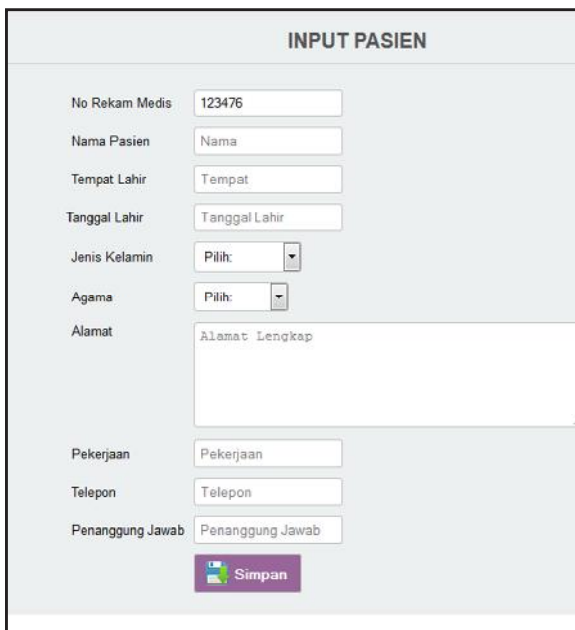 INPUT PASIEN
No Rekam Medis 123476
Nama Pasien Nama
Tempat Lahir Tempat
Tanggal Lahir Tanggal Lahir
Jenis Kelamin Pilih:
Agama Pilih:
Alamat Alamat Lengkap
Pekerjaan Pekerjaan
Telepon Telepon
Penanggung Jawab Penanggung Jawab
Simpan